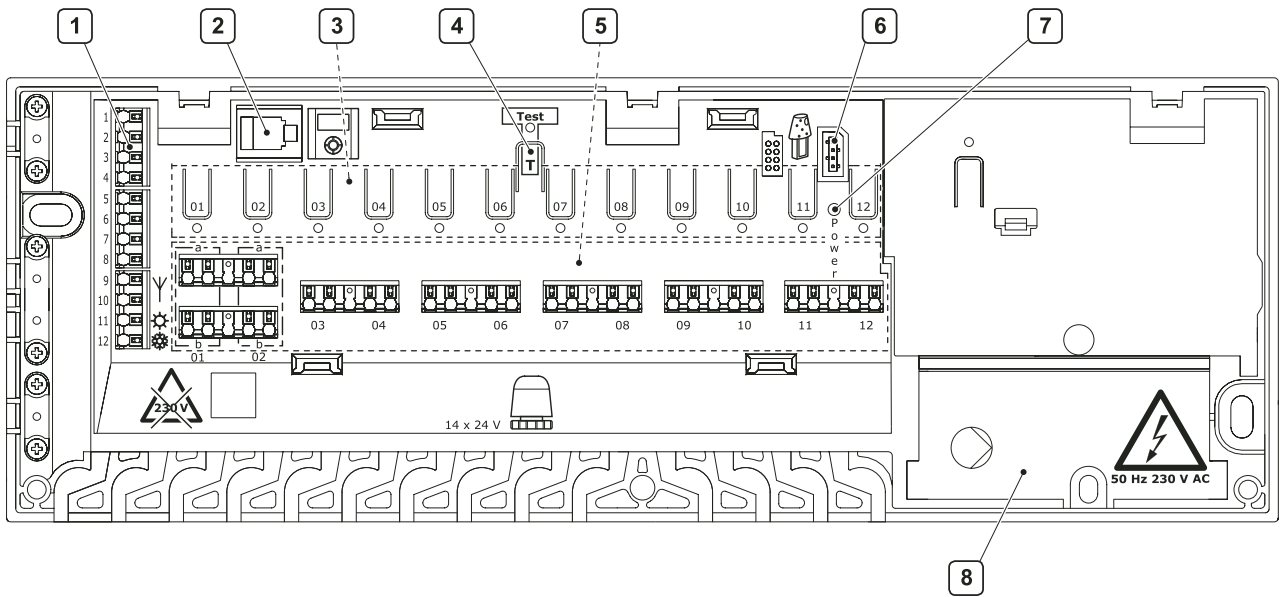 1 2 3 4 5 6 7 8
Test
T
1
2
3
4
5
6
7
8
9
10
11
12
01 02 03 04 05 06 07 08 09 10 11 12
Power
a a
b b
01 02
03 04 05 06 07 08 09 10 11 12
230 V
14 x 24 V
50 Hz 230 V AC